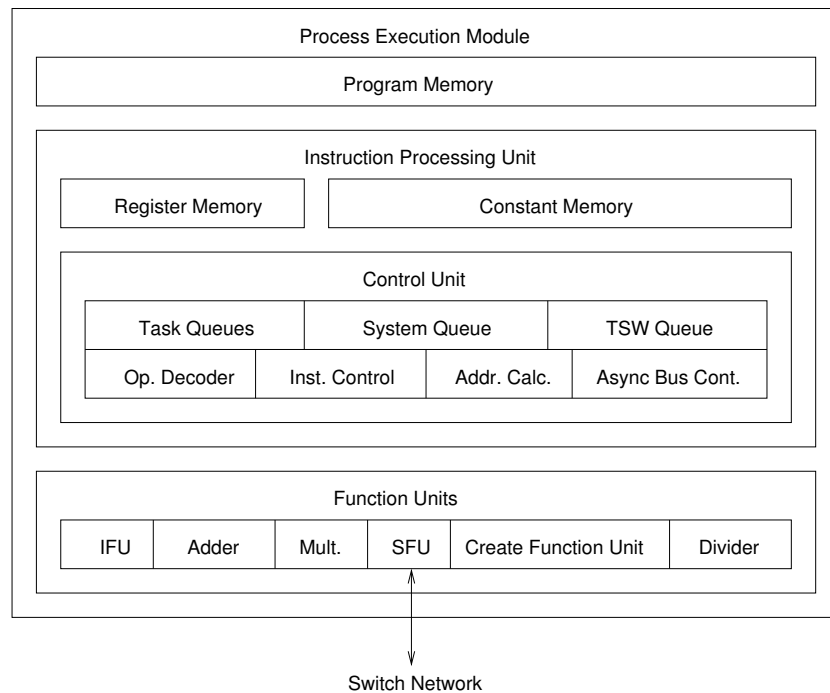 Process Execution Module
Program Memory
Instruction Processing Unit
Register Memory
Constant Memory
Control Unit
Task Queues
System Queue
TSW Queue
Op. Decoder
Inst. Control
Addr. Calc.
Async Bus Cont.
Function Units
IFU
Adder
Mult.
SFU
Create Function Unit
Divider
Switch Network